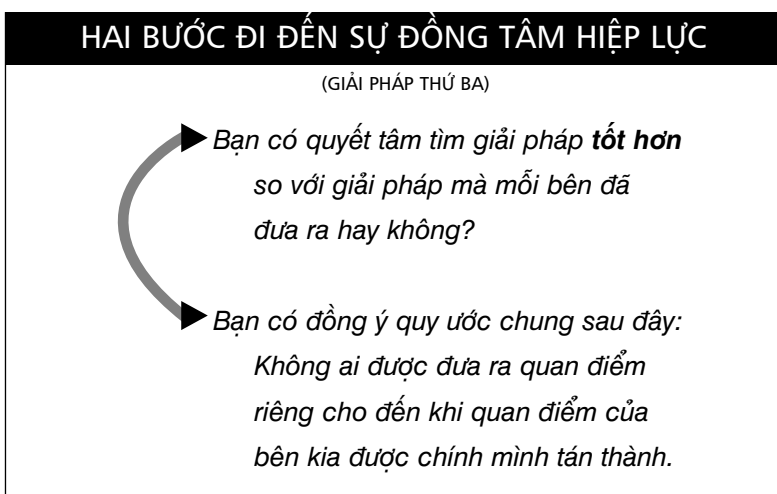 HAI BƯỚC ĐI ĐẾN SỰ ĐỒNG TÂM HIỆP LỰC
(GIẢI PHÁP THỨ BA)
Bạn có quyết tâm tìm giải pháp tốt hơn
so với giải pháp mà mỗi bên đã
đưa ra hay không?
Bạn có đồng ý quy ước chung sau đây:
Không ai được đưa ra quan điểm
riêng cho đến khi quan điểm của
bên kia được chính mình tán thành.